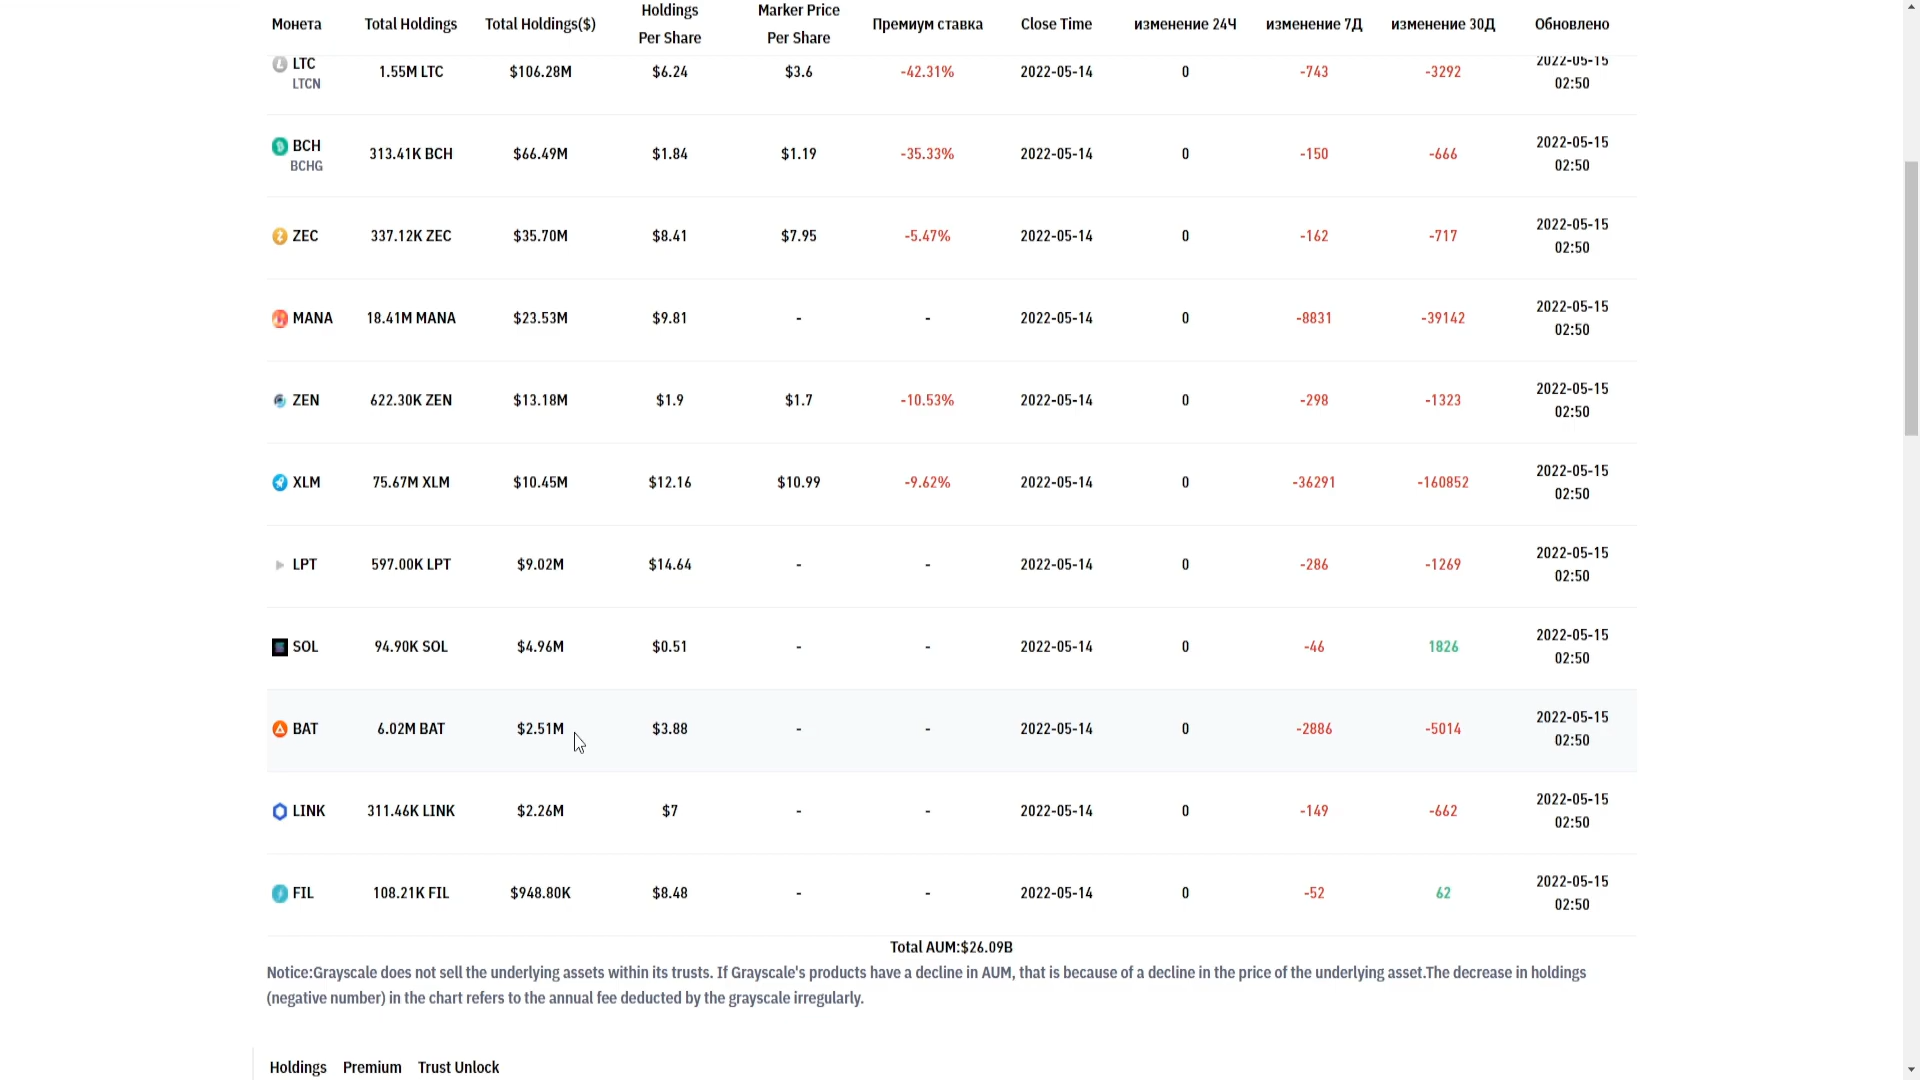 Монета Total Holdings Total Holdings($) Holdings Per Share Marker Price Per Share Премиум ставка Close Time изменение 24Ч изменение 7Д изменение 30Д Обновлено
LTC LTCN 1.55M LTC $106.28M $6.24 $3.6 -42.31% 2022-05-14 0 -743 -3292 2022-05-15 02:50
BCH BCHG 313.41K BCH $66.49M $1.84 $1.19 -35.33% 2022-05-14 0 -150 -666 2022-05-15 02:50
ZEC 337.12K ZEC $35.70M $8.41 $7.95 -5.47% 2022-05-14 0 -162 -717 2022-05-15 02:50
MANA 18.41M MANA $23.53M $9.81 - - 2022-05-14 0 -8831 -39142 2022-05-15 02:50
ZEN 622.30K ZEN $13.18M $1.9 $1.7 -10.53% 2022-05-14 0 -298 -1323 2022-05-15 02:50
XLM 75.67M XLM $10.45M $12.16 $10.99 -9.62% 2022-05-14 0 -36291 -160852 2022-05-15 02:50
LPT 597.00K LPT $9.02M $14.64 - - 2022-05-14 0 -286 -1269 2022-05-15 02:50
SOL 94.90K SOL $4.96M $0.51 - - 2022-05-14 0 -46 1826 2022-05-15 02:50
BAT 6.02M BAT $2.51M $3.88 - - 2022-05-14 0 -2886 -5014 2022-05-15 02:50
LINK 311.46K LINK $2.26M $7 - - 2022-05-14 0 -149 -662 2022-05-15 02:50
FIL 108.21K FIL $948.80K $8.48 - - 2022-05-14 0 -52 62 2022-05-15 02:50
Total AUM:$26.09B
Notice:Grayscale does not sell the underlying assets within its trusts. If Grayscale's products have a decline in AUM, that is because of a decline in the price of the underlying asset.The decrease in holdings
(negative number) in the chart refers to the annual fee deducted by the grayscale irregularly.
Holdings Premium Trust Unlock